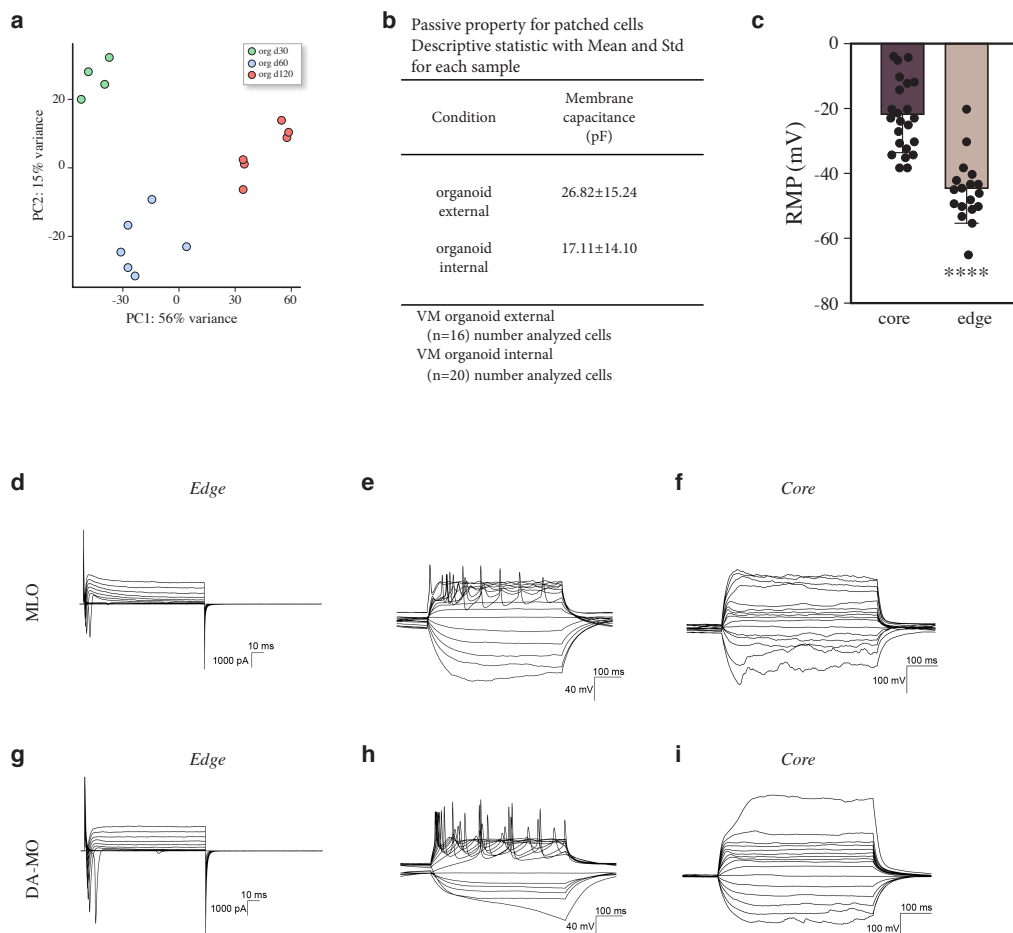 a
org d30
org d60
org d120
20
0
-20
PC2: 15% variance
-30
0
30
60
PC1: 56% variance
b
Passive property for patched cells
Descriptive statistic with Mean and Std
for each sample
Condition
Membrane
capacitance
(pF)
organoid
external
26.82±15.24
organoid
internal
17.11±14.10
VM organoid external
(n=16) number analyzed cells
VM organoid internal
(n=20) number analyzed cells
c
0
-20
-40
-60
-80
RMP (mV)
****
core
edge
d
Edge
e
f
Core
MLO
10 ms
1000 pA
100 ms
40 mV
100 ms
100 mV
g
Edge
h
i
Core
DA-MO
10 ms
1000 pA
100 ms
40 mV
100 ms
100 mV